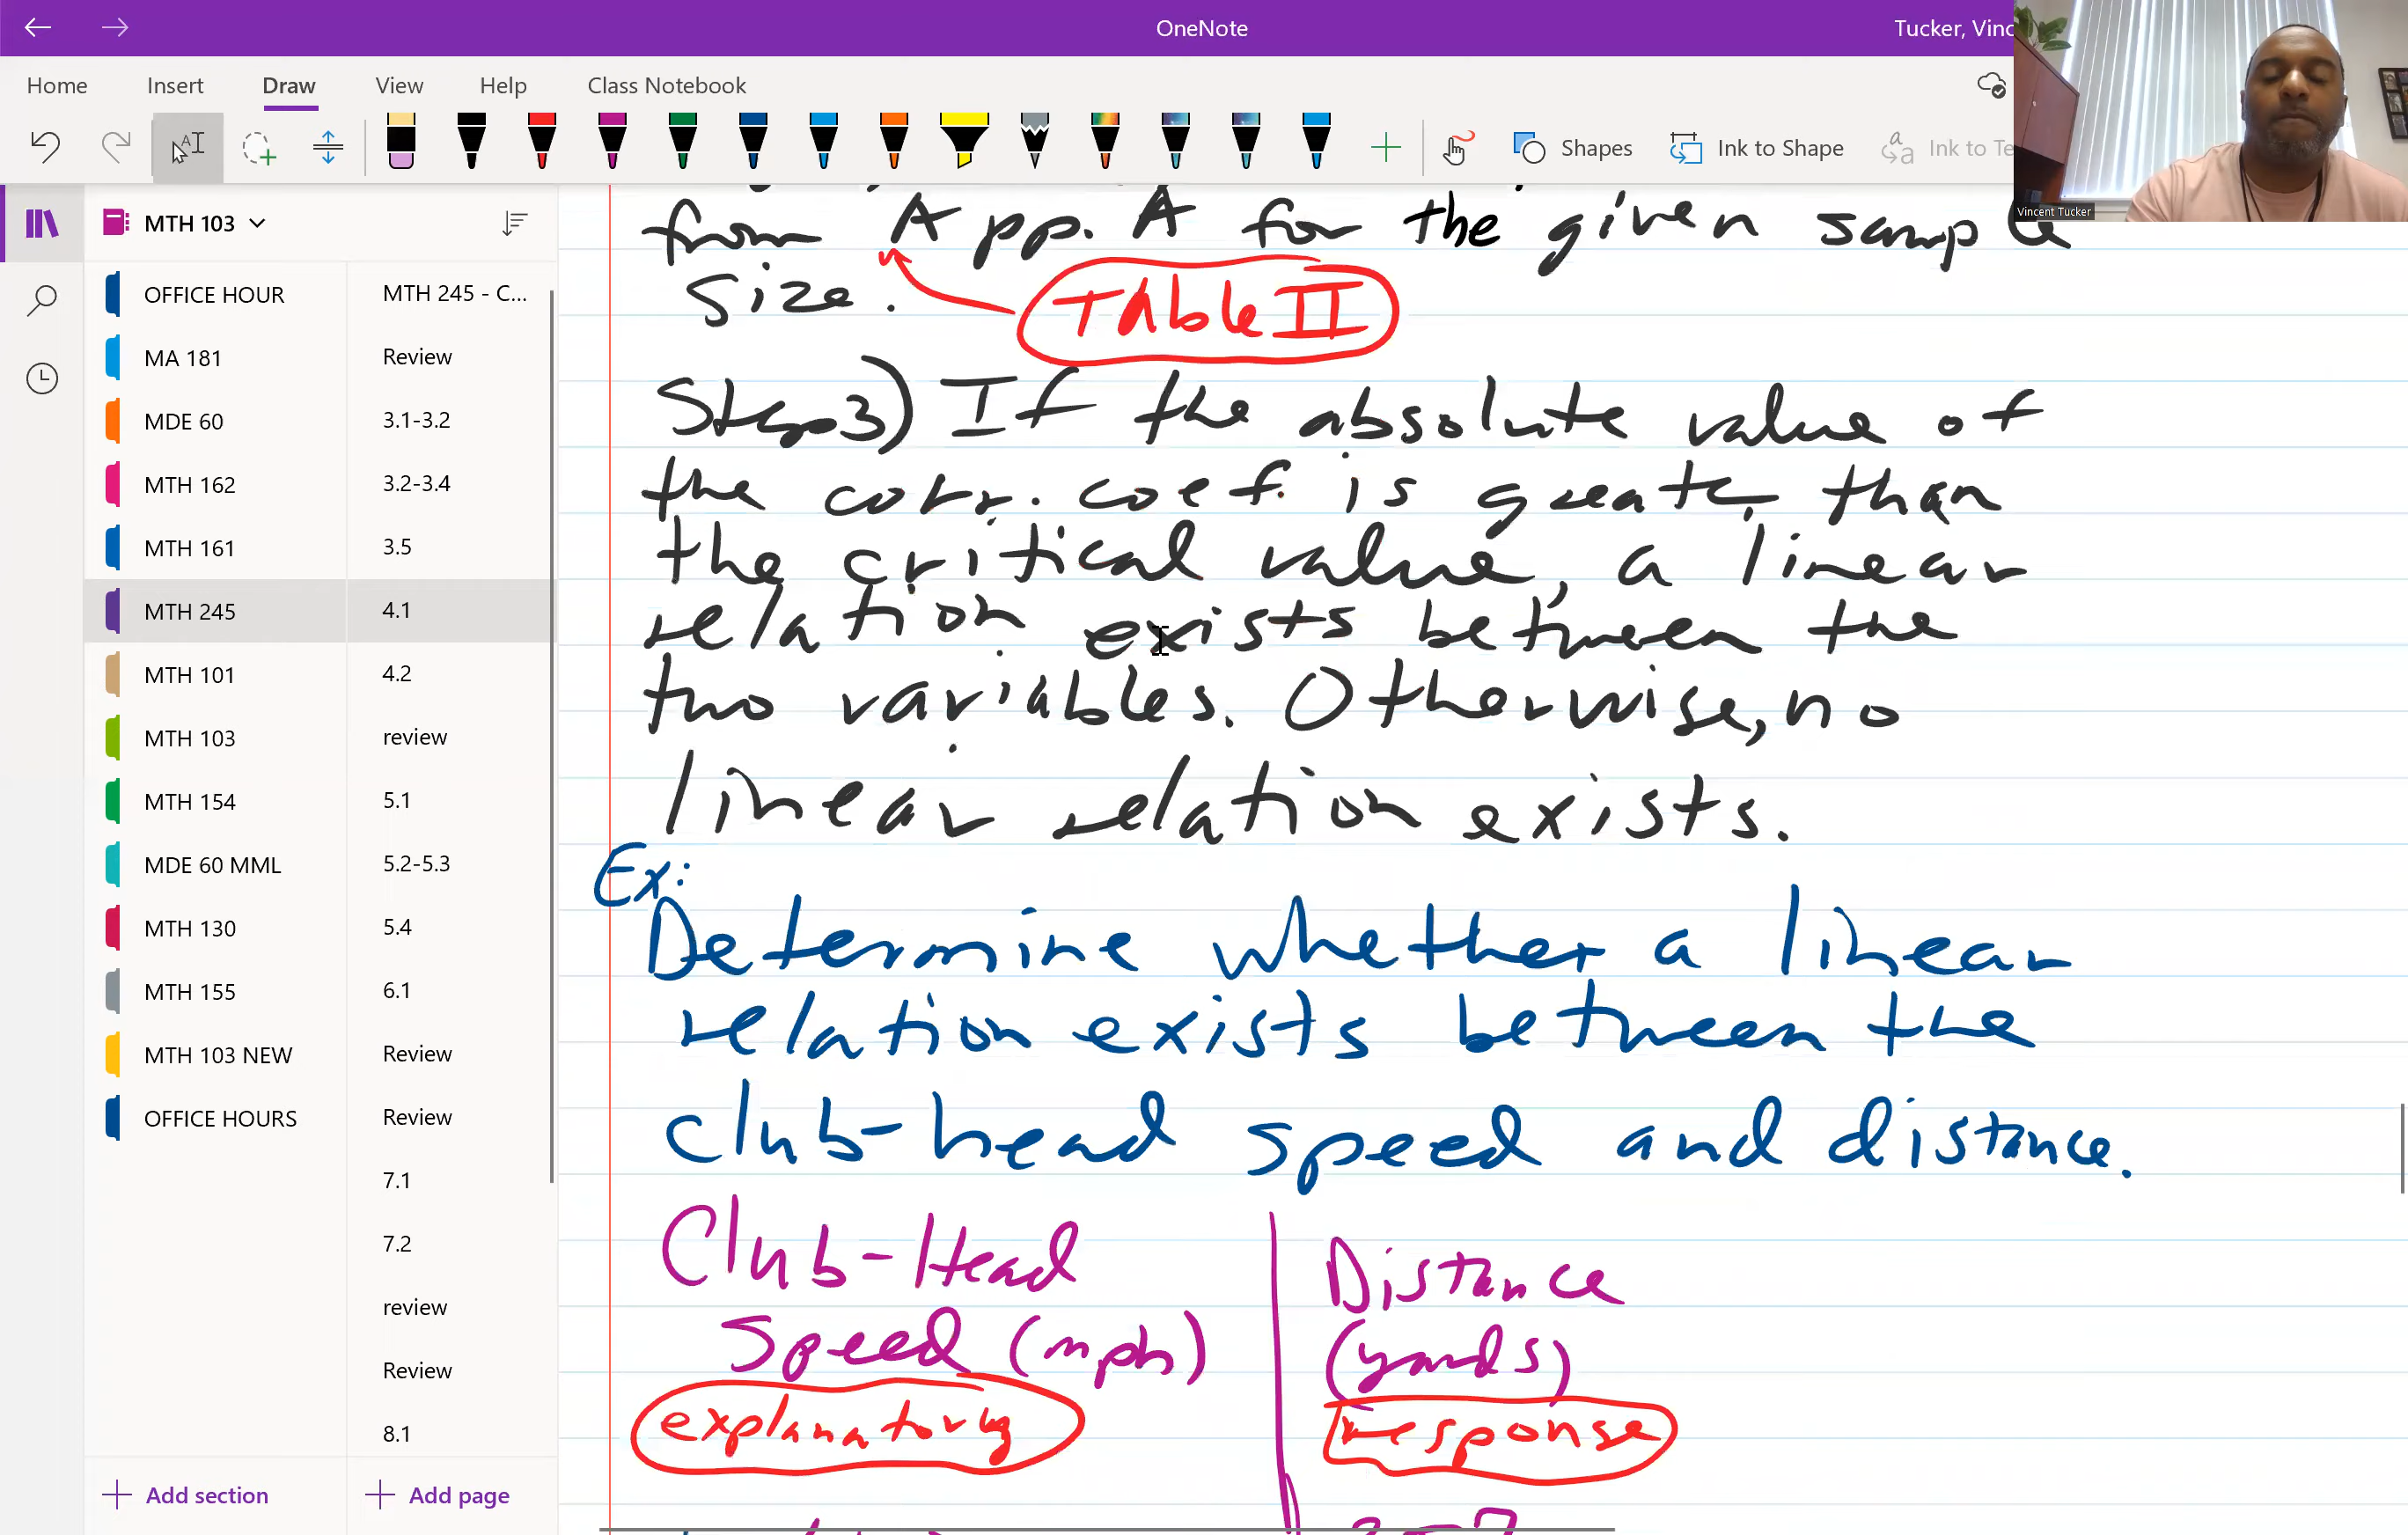 OneNote
Tucker, Vinc
Home
Insert
Draw
View
Help
Class Notebook
Shapes
Ink to Shape
Ink to Te
Vincent Tucker
MTH 103
OFFICE HOUR
MA 181
MDE 60
MTH 162
MTH 161
MTH 245
MTH 101
MTH 103
MTH 154
MDE 60 MML
MTH 130
MTH 155
MTH 103 NEW
OFFICE HOURS
Add section
MTH 245 - C...
Review
3.1-3.2
3.2-3.4
3.5
4.1
4.2
review
5.1
5.2-5.3
5.4
6.1
Review
Review
7.1
7.2
review
Review
8.1
Add page
from App. A for the given sample
size.
Table II
Step 3) If the absolute value of
the corr. coef. is greater than
the critical value, a linear
relation exists between the
two variables. Otherwise, no
linear relation exists.
Ex:
Determine whether a linear
relation exists between the
club-head speed and distance.
Club-Head
Speed (mph)
explanatory
Distance
(yards)
response